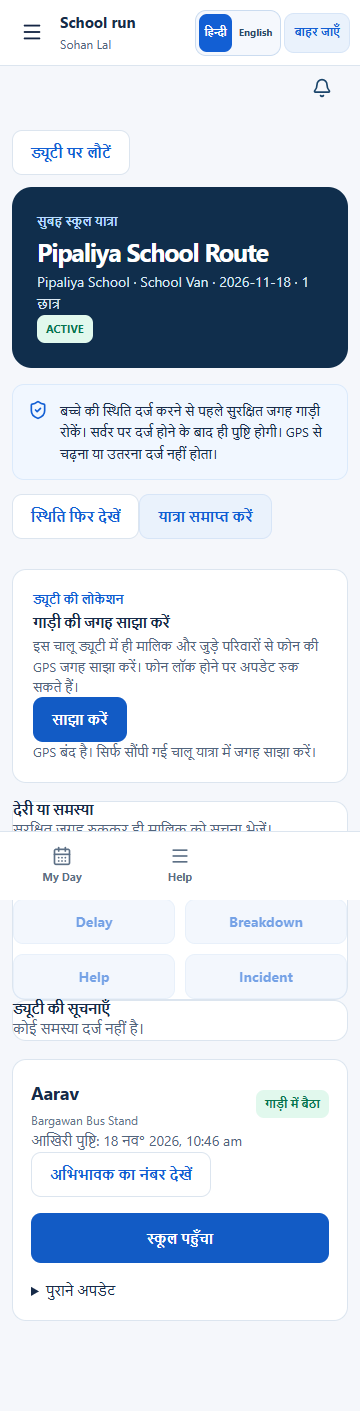 School run
Sohan Lal
हिन्दी
English
बाहर जाएँ
ड्यूटी पर लौटें
सुबह स्कूल यात्रा
Pipaliya School Route
Pipaliya School · School Van · 2026-11-18 · 1
छात्र
ACTIVE
बच्चे की स्थिति दर्ज करने से पहले सुरक्षित जगह गाड़ी
रोकें। सर्वर पर दर्ज होने के बाद ही पुष्टि होगी। GPS से
चढ़ना या उतरना दर्ज नहीं होता।
स्थिति फिर देखें
यात्रा समाप्त करें
ड्यूटी की लोकेशन
गाड़ी की जगह साझा करें
इस चालू ड्यूटी में ही मालिक और जुड़े परिवारों से फोन की
GPS जगह साझा करें। फोन लॉक होने पर अपडेट रुक
सकते हैं।
साझा करें
GPS बंद है। सिर्फ सौंपी गई चालू यात्रा में जगह साझा करें।
देरी या समस्या
सुरक्षित जगह रुककर ही मालिक को सूचना भेजें।
My Day
Help
Delay
Breakdown
Help
Incident
ड्यूटी की सूचनाएँ
कोई समस्या दर्ज नहीं है।
Aarav
गाड़ी में बैठा
Bargawan Bus Stand
आखिरी पुष्टि: 18 नव॰ 2026, 10:46 am
अभिभावक का नंबर देखें
स्कूल पहुँचा
पुराने अपडेट